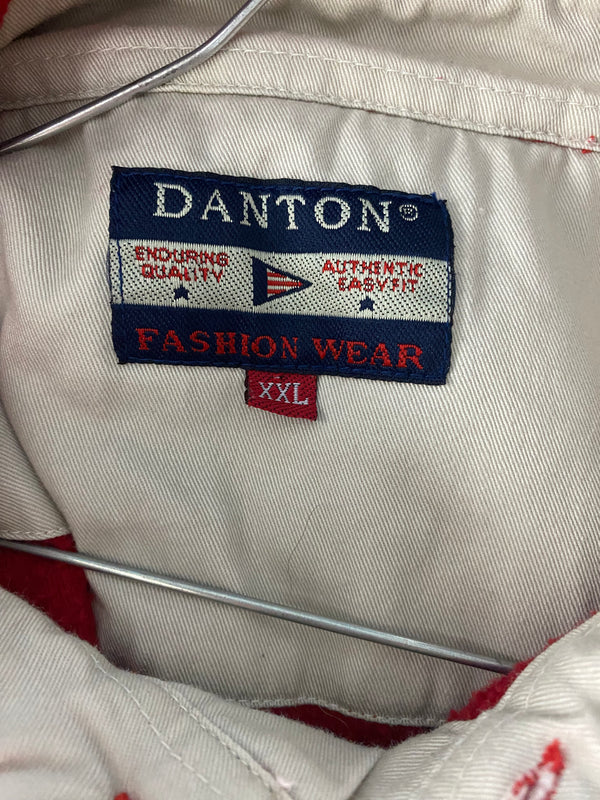 DANTON®
ENDURING
QUALITY
AUTHENTIC
EASYFIT
FASHION WEAR
XXL